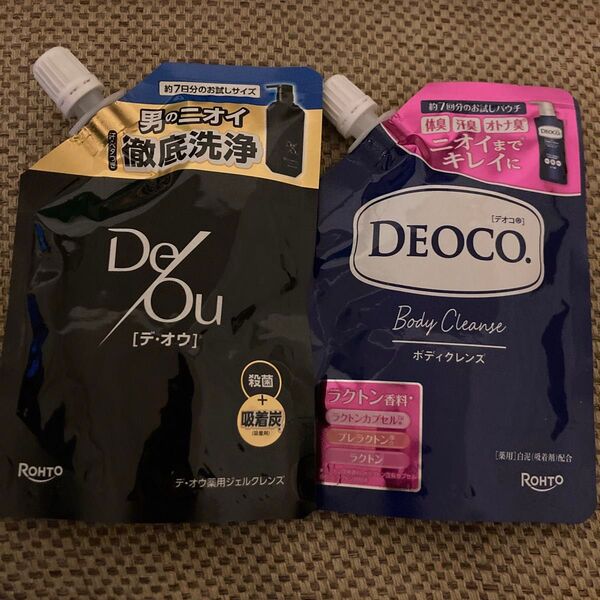 約7日分のお試しサイズ
男のニオイ
徹底洗浄
De/Ou
[デ・オウ]
殺菌
+
吸着炭
(吸着剤)
ROHTO
デ・オウ薬用ジェルクレンズ
約7回分のお試しパウチ
体臭 汗臭 オトナ臭
ニオイまで
キレイに
DEOCO.
[デオコ®]
DEOCO.
Body Cleanse
ボディクレンズ
ラクトン香料*
ラクトンカプセル
プレラクトン
ラクトン
[薬用]白泥(吸着剤)配合
ROHTO